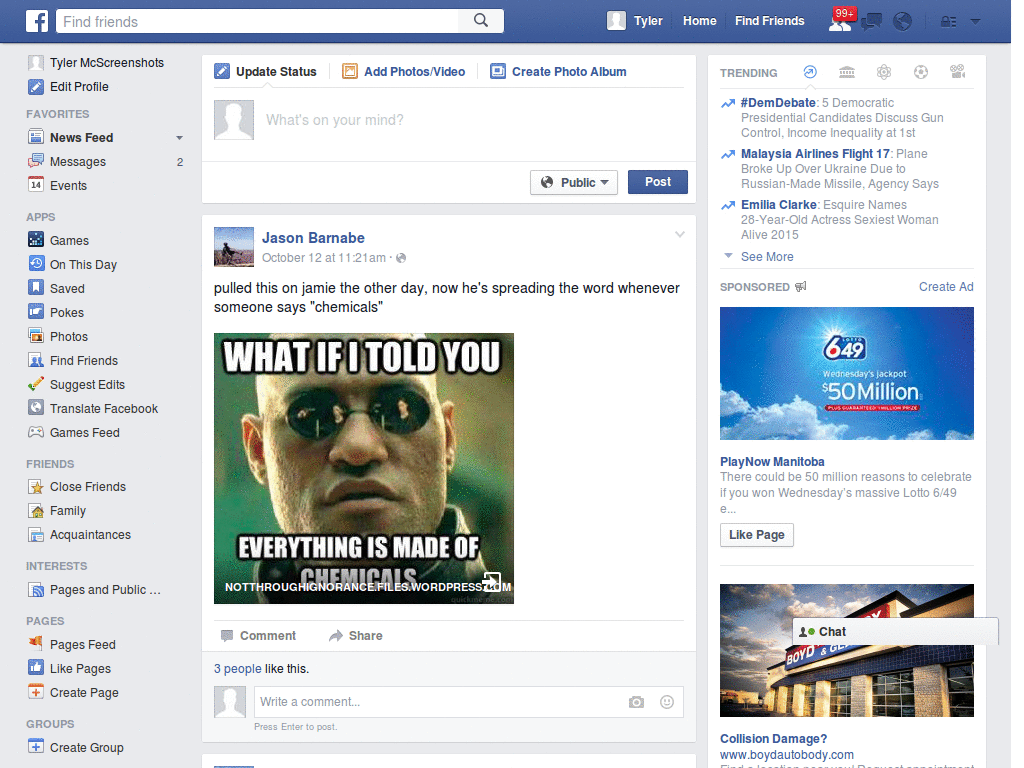 f
Find friends
Tyler
Home
Find Friends
99+
Tyler McScreenshots
Edit Profile
FAVORITES
News Feed
Messages 2
14 Events
APPS
Games
On This Day
Saved
Pokes
Photos
Find Friends
Suggest Edits
Translate Facebook
Games Feed
FRIENDS
Close Friends
Family
Acquaintances
INTERESTS
Pages and Public ...
PAGES
Pages Feed
Like Pages
Create Page
GROUPS
Create Group
Update Status
Add Photos/Video
Create Photo Album
What's on your mind?
Public
Post
Jason Barnabe
October 12 at 11:21am ·
pulled this on jamie the other day, now he's spreading the word whenever
someone says "chemicals"
WHAT IF I TOLD YOU
EVERYTHING IS MADE OF
CHEMICALS
NOTTHROUGHIGNORANCE.FILES.WORDPRESS.COM
Comment
Share
3 people like this.
Write a comment...
Press Enter to post.
TRENDING
#DemDebate: 5 Democratic
Presidential Candidates Discuss Gun
Control, Income Inequality at 1st
Malaysia Airlines Flight 17: Plane
Broke Up Over Ukraine Due to
Russian-Made Missile, Agency Says
Emilia Clarke: Esquire Names
28-Year-Old Actress Sexiest Woman
Alive 2015
See More
SPONSORED
Create Ad
LOTTO
649
Wednesday's jackpot
$50Million
PLUS GUARANTEED $1 MILLION PRIZE
PlayNow Manitoba
There could be 50 million reasons to celebrate
if you won Wednesday's massive Lotto 6/49
e...
Like Page
Chat
BOYD
Collision Damage?
www.boydautobody.com